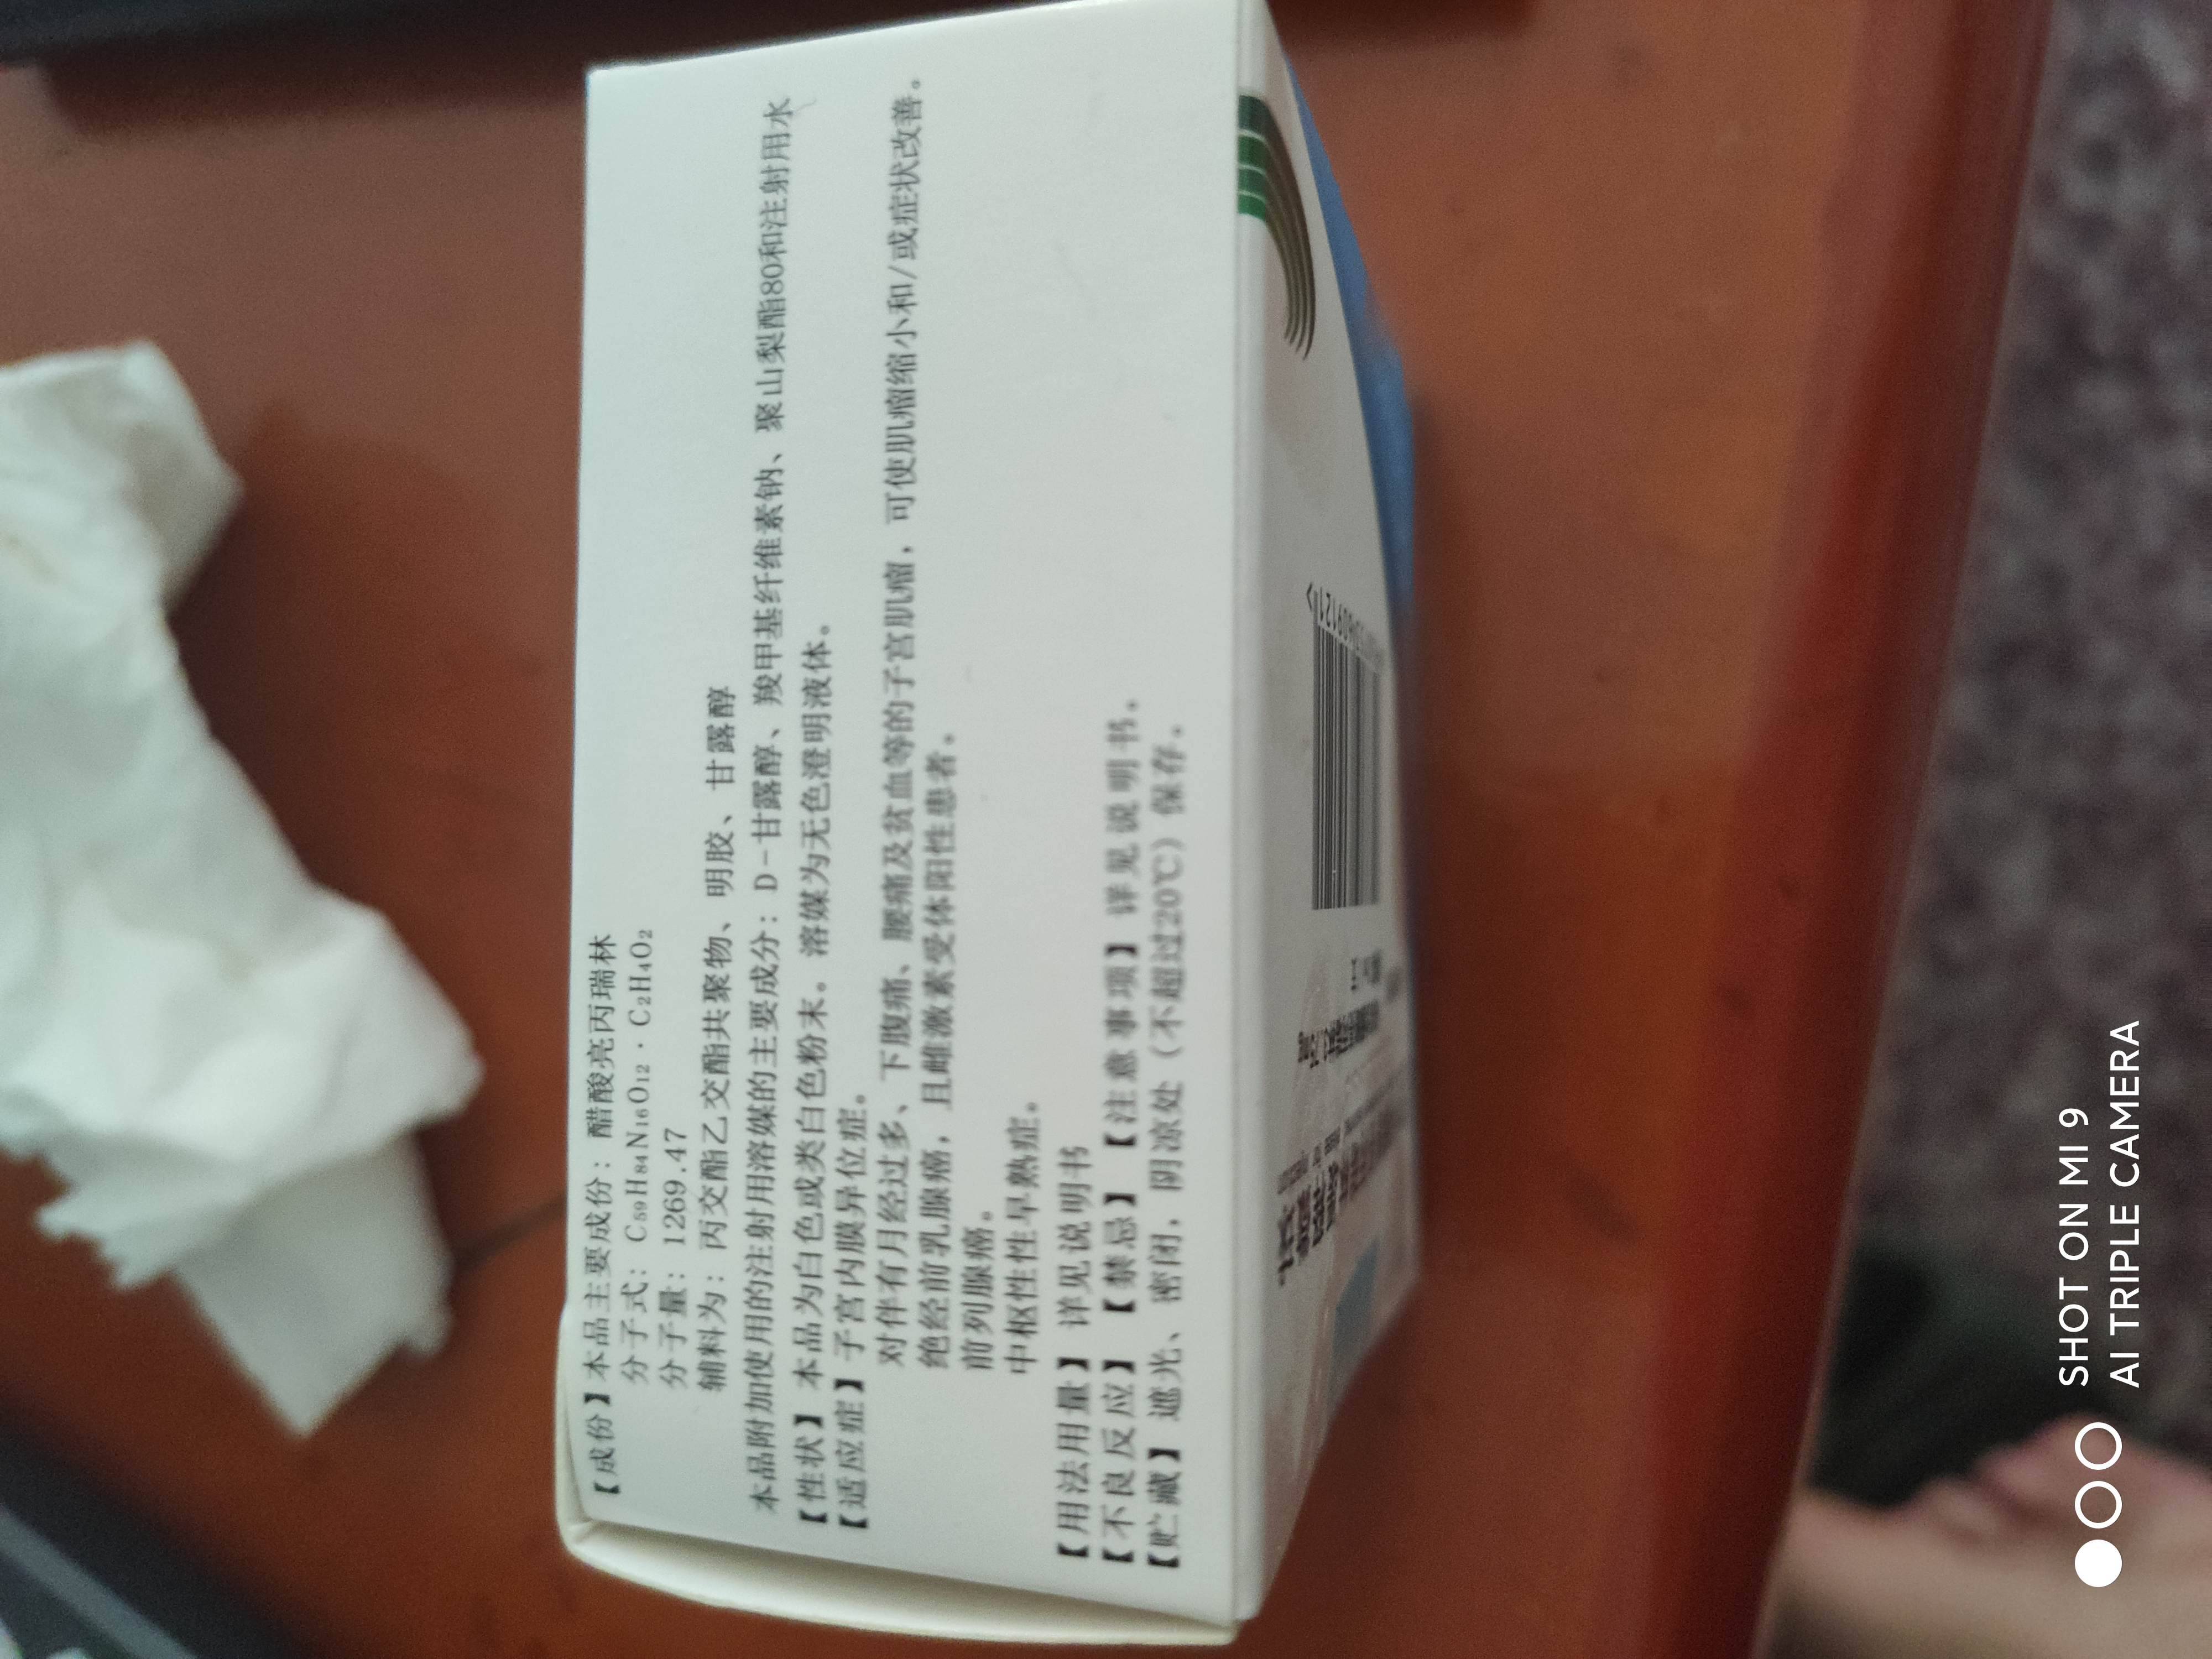 【成份】本品主要成份：醋酸亮丙瑞林
分子式：C₅₉H₈₄N₁₆O₁₂·C₂H₄O₂
分子量：1269.47
辅料为：丙交酯乙交酯共聚物、明胶、甘露醇
本品附加使用的注射用溶媒的主要成分：D-甘露醇、羧甲基纤维素钠、聚山梨酯80和注射用水
【性状】本品为白色或类白色粉末。溶媒为无色澄明液体。
【适应症】子宫内膜异位症。
对伴有月经过多、下腹痛、腰痛及贫血等的子宫肌瘤，可使肌瘤缩小和/或症状改善。
绝经前乳腺癌，且雌激素受体阳性患者。
前列腺癌。
中枢性性早熟症。
【用法用量】详见说明书
【不良反应】【禁忌】【注意事项】详见说明书。
【贮藏】遮光、密闭，阴凉处（不超过20℃）保存。
SHOT ON MI 9
AI TRIPLE CAMERA